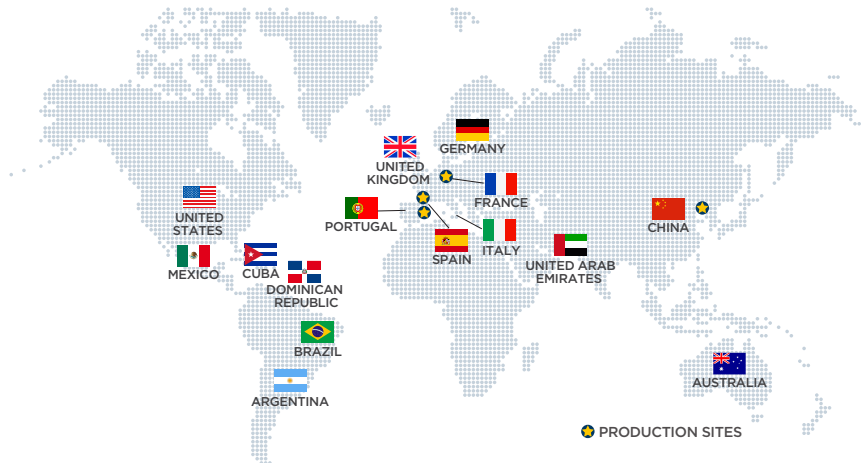 GERMANY
UNITED
KINGDOM
FRANCE
UNITED
STATES
PORTUGAL
CHINA
SPAIN
ITALY
MEXICO
CUBA
UNITED ARAB
EMIRATES
DOMINICAN
REPUBLIC
BRAZIL
AUSTRALIA
ARGENTINA
PRODUCTION SITES